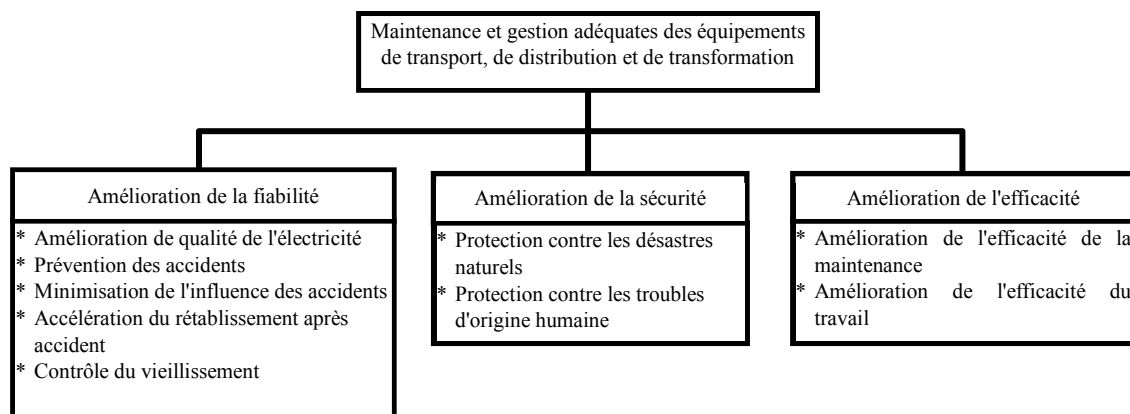 Maintenance et gestion adéquates des équipements
de transport, de distribution et de transformation
Amélioration de la fiabilité
* Amélioration de qualité de l'électricité
* Prévention des accidents
* Minimisation de l'influence des accidents
* Accélération du rétablissement après
accident
* Contrôle du vieillissement
Amélioration de la sécurité
* Protection contre les désastres
naturels
* Protection contre les troubles
d'origine humaine
Amélioration de l'efficacité
* Amélioration de l'efficacité de la
maintenance
* Amélioration de l'efficacité du
travail